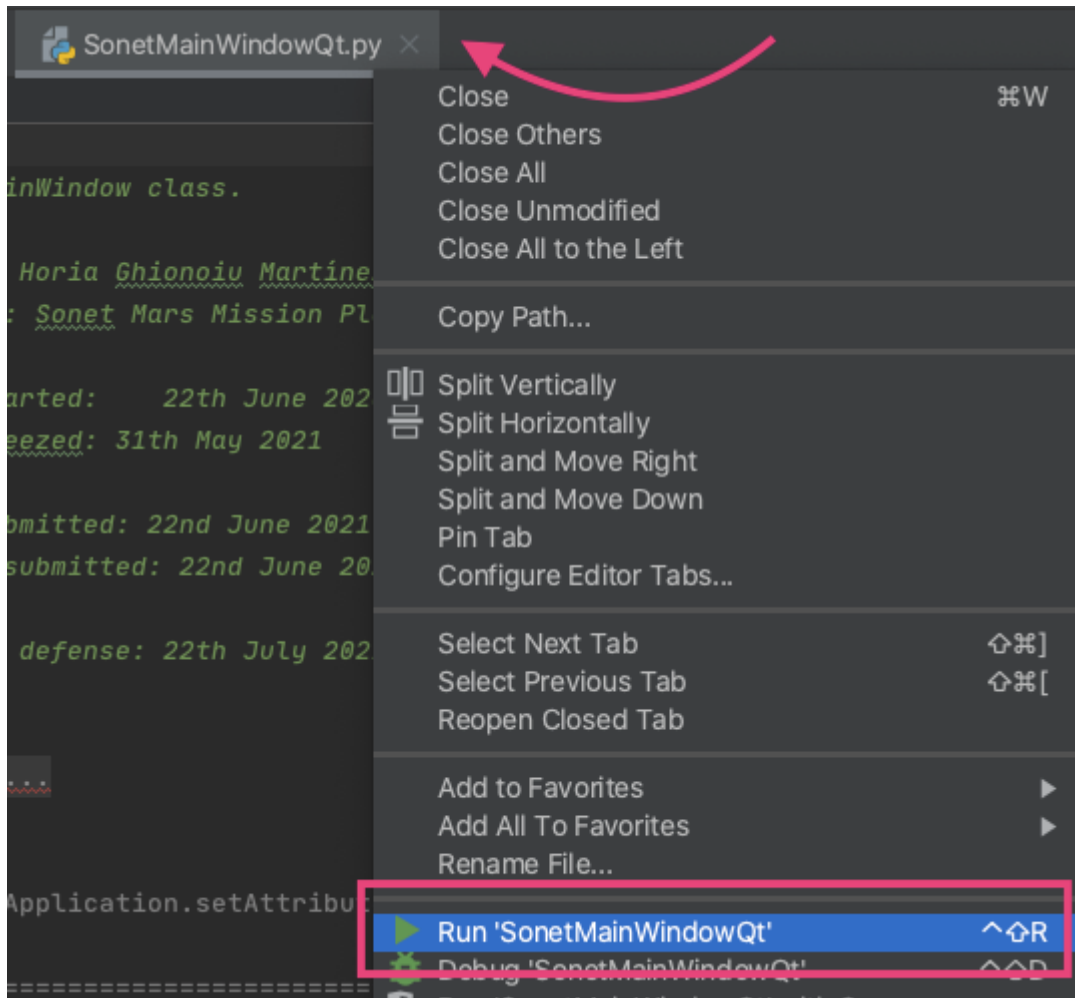 SonetMainWindowQt.py
inWindow class.
Horia Ghionoiu Martíne
: Sonet Mars Mission Pl
arted: 22th June 202
eezed: 31th May 2021
bmitted: 22nd June 2021
submitted: 22nd June 20
defense: 22th July 202
...
Application.setAttribut
========================
Close ⌘W
Close Others
Close All
Close Unmodified
Close All to the Left
Copy Path...
Split Vertically
Split Horizontally
Split and Move Right
Split and Move Down
Pin Tab
Configure Editor Tabs...
Select Next Tab ⇧⌘]
Select Previous Tab ⇧⌘[
Reopen Closed Tab
Add to Favorites
Add All To Favorites
Rename File...
Run 'SonetMainWindowQt' ^⇧R
Debug 'SonetMainWindowQt' ^⇧D